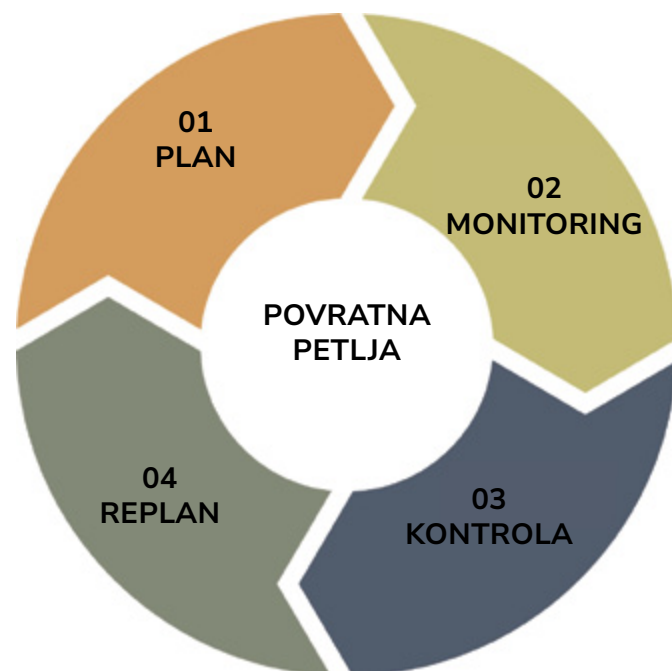 01
PLAN
02
MONITORING
POVRATNA
PETLJA
04
REPLAN
03
KONTROLA